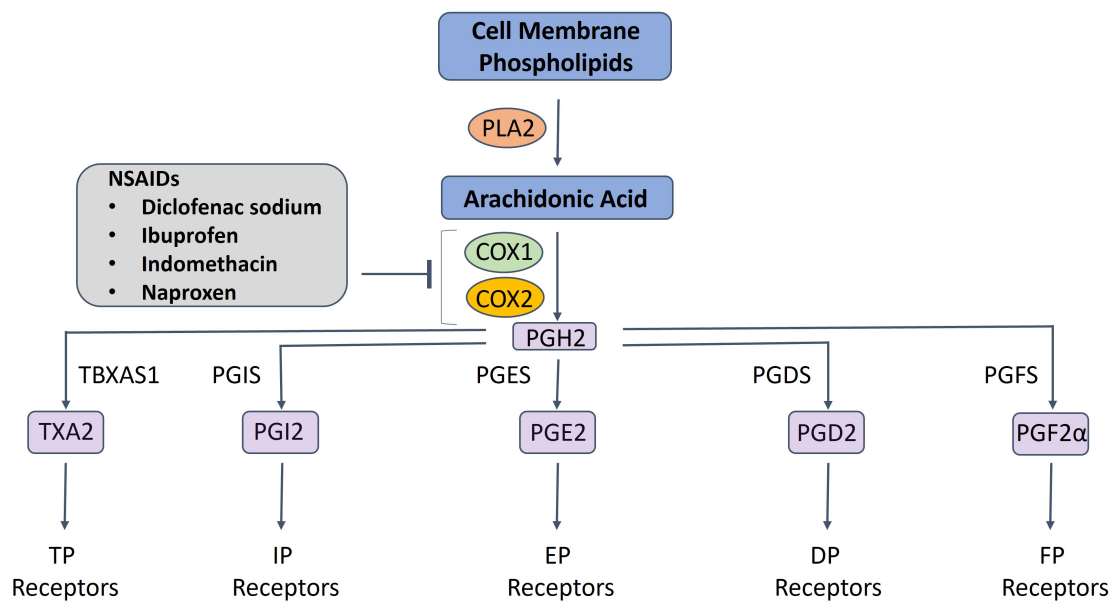 Cell Membrane
Phospholipids
PLA2
NSAIDs
• Diclofenac sodium
• Ibuprofen
• Indomethacin
• Naproxen
Arachidonic Acid
COX1
COX2
PGH2
TBXAS1 PGIS PGES PGDS PGFS
TXA2 PGI2 PGE2 PGD2 PGF2α
TP IP EP DP FP
Receptors Receptors Receptors Receptors Receptors